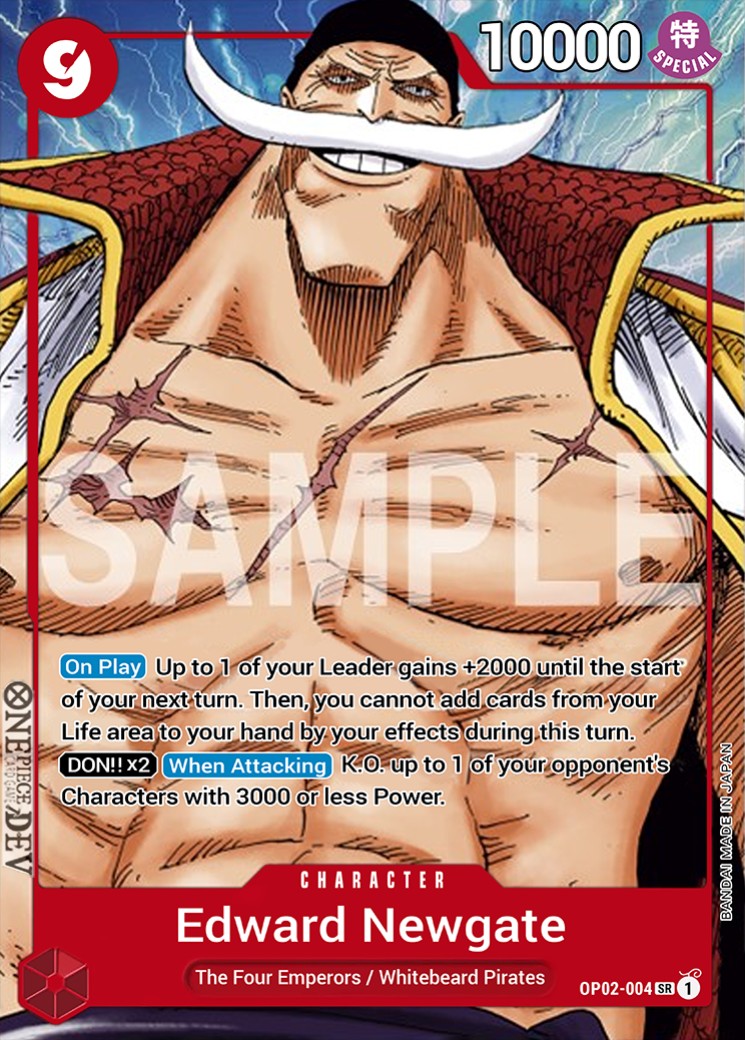 9
10000
特
SPECIAL
SAMPLE
On Play Up to 1 of your Leader gains +2000 until the start
of your next turn. Then, you cannot add cards from your
Life area to your hand by your effects during this turn.
DON!! x2 When Attacking K.O. up to 1 of your opponent's
Characters with 3000 or less Power.
ONE PIECE
CARD GAME
DEV
BANDAI MADE IN JAPAN
CHARACTER
Edward Newgate
The Four Emperors / Whitebeard Pirates
OP02-004 SR 1